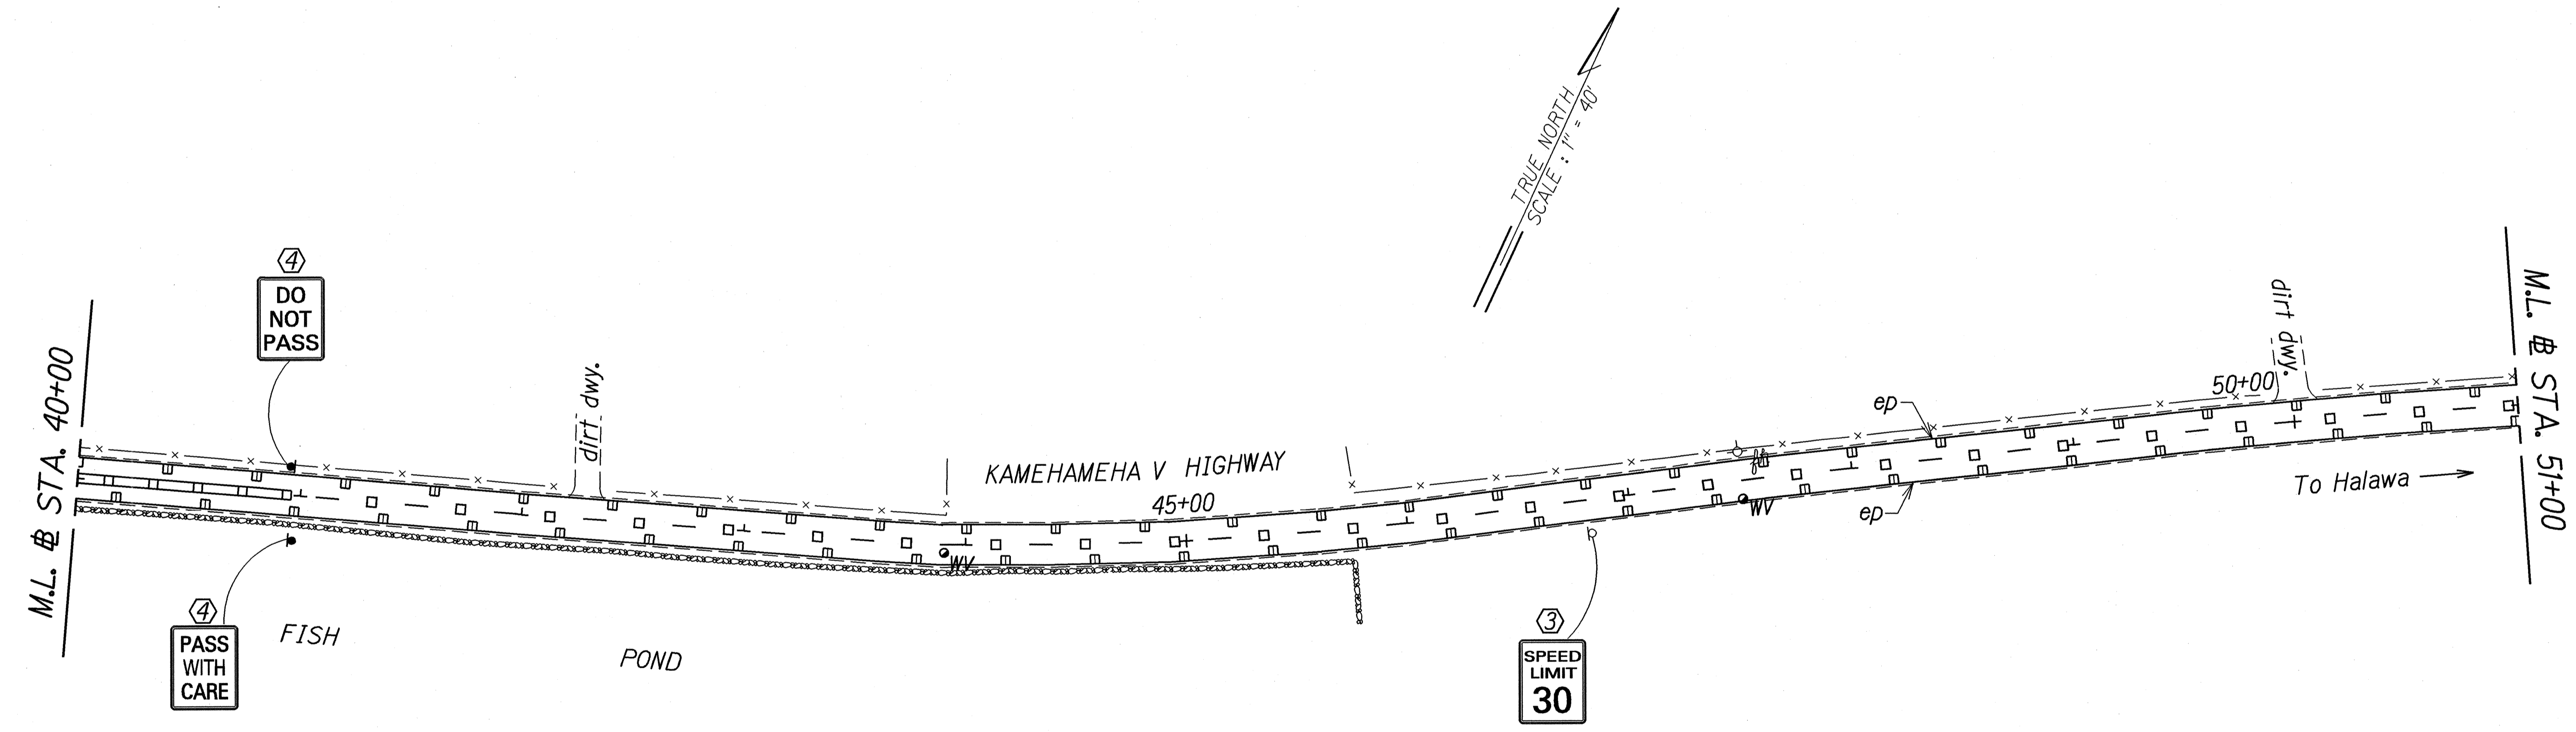 TRUE NORTH
SCALE : 1" = 40'
4
DO
NOT
PASS
M.L. B STA. 40+00
dirt dwy.
KAMEHAMEHA V HIGHWAY
45+00
WV
ep
WV
ep
50+00
dirt dwy.
M.L. B STA. 51+00
To Halawa
4
PASS
WITH
CARE
FISH
POND
3
SPEED
LIMIT
30